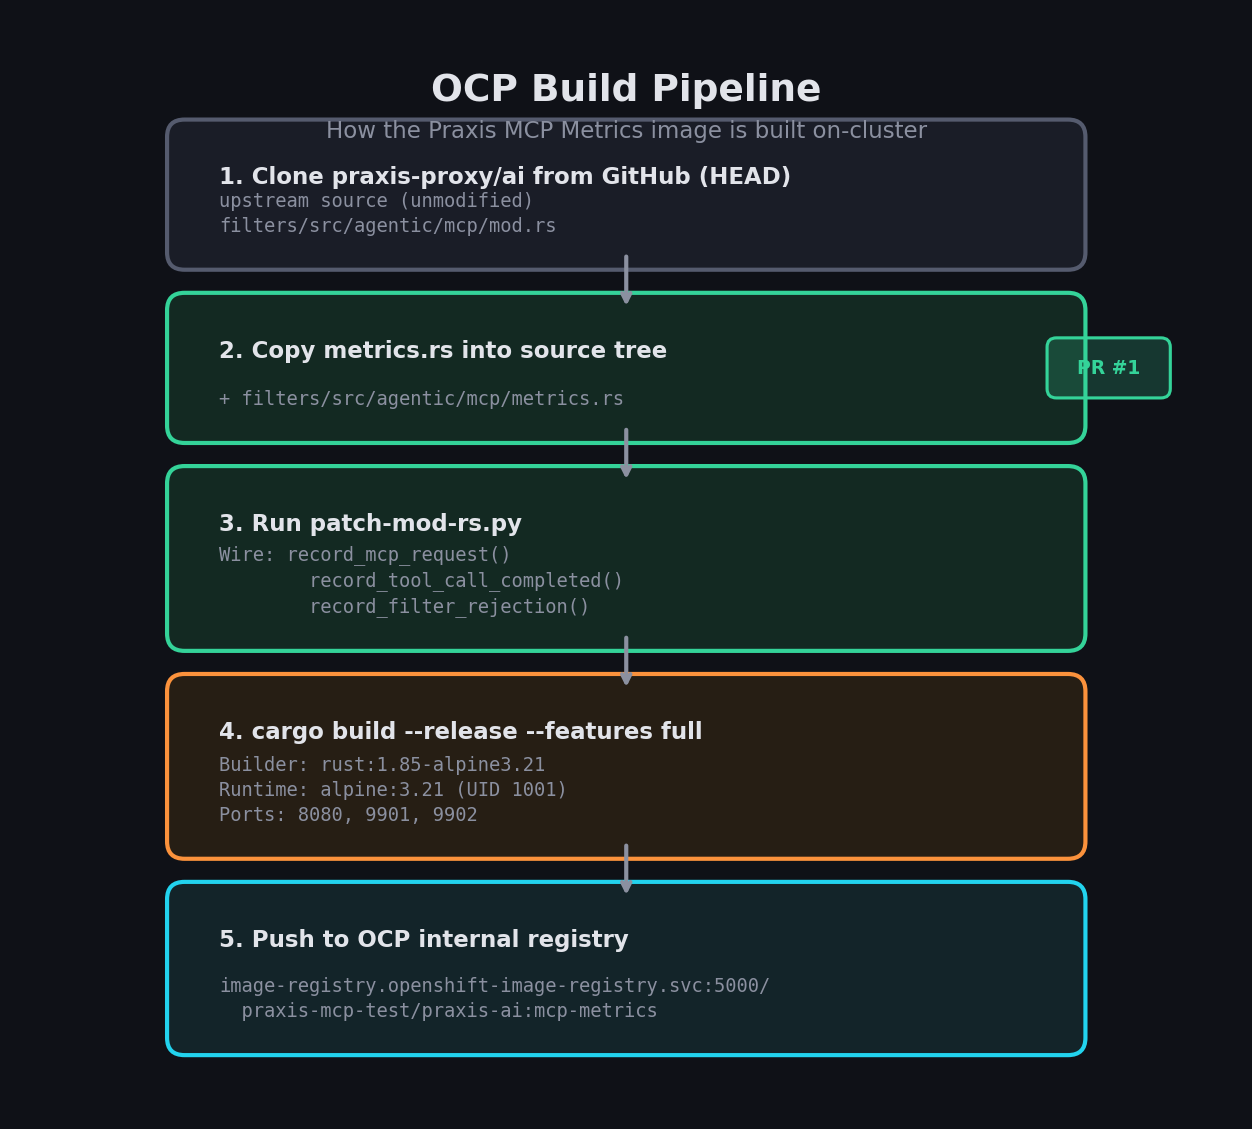 OCP Build Pipeline
How the Praxis MCP Metrics image is built on-cluster
1. Clone praxis-proxy/ai from GitHub (HEAD)
upstream source (unmodified)
filters/src/agentic/mcp/mod.rs
2. Copy metrics.rs into source tree
PR #1
+ filters/src/agentic/mcp/metrics.rs
3. Run patch-mod-rs.py
Wire: record_mcp_request()
record_tool_call_completed()
record_filter_rejection()
4. cargo build --release --features full
Builder: rust:1.85-alpine3.21
Runtime: alpine:3.21 (UID 1001)
Ports: 8080, 9901, 9902
5. Push to OCP internal registry
image-registry.openshift-image-registry.svc:5000/
praxis-mcp-test/praxis-ai:mcp-metrics